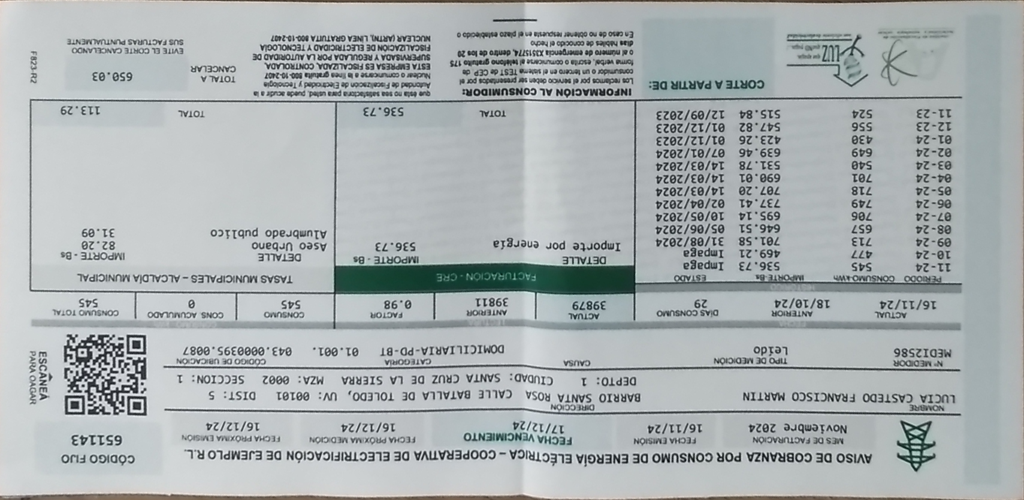 AVISO DE COBRANZA POR CONSUMO DE ENERGÍA ELÉCTRICA – COOPERATIVA DE ELECTRIFICACIÓN DE EJEMPLO R.L.
CÓDIGO FIJO
651143
MES DE FACTURACIÓN FECHA EMISIÓN FECHA VENCIMIENTO FECHA PRÓXIMA MEDICIÓN FECHA PRÓXIMA EMISIÓN
Noviembre 2024 16/11/24 17/12/24 16/12/24 16/12/24
NOMBRE DIRECCIÓN
LUCIA CASTEDO FRANCISCO MARTIN BARRIO SANTA ROSA CALLE BATALLA DE TOLEDO, UV: 00101 DIST: 5
DEPTO: 1 CIUDAD: SANTA CRUZ DE LA SIERRA MZA: 0002 SECCION: 1
N° MEDIDOR TIPO DE MEDICIÓN CAUSA CATEGORÍA CÓDIGO DE UBICACIÓN
MEDI2586 Leído DOMICILIARIA-PD-BT 01.001. 043.0000395.0087
ESCANEÁ
PARA PAGAR
ACTUAL ANTERIOR DÍAS CONSUMO ACTUAL ANTERIOR FACTOR CONSUMO CONS. ACUMULADO CONSUMO TOTAL
16/11/24 18/10/24 29 39879 39811 0.98 545 0 545
PERIODO CONSUMO-kWh IMPORTE-Bs ESTADO
11-24 545 536.73 Impaga
10-24 477 469.21 Impaga
09-24 713 701.58 31/08/2024
08-24 657 646.51 05/06/2024
07-24 706 695.14 10/05/2024
06-24 749 737.41 02/04/2024
05-24 718 707.20 14/03/2024
04-24 701 690.01 14/03/2024
03-24 540 531.78 14/03/2024
02-24 649 639.46 07/01/2024
01-24 430 423.26 01/12/2023
12-23 556 547.82 01/12/2023
11-23 524 515.84 12/09/2023
FACTURACION - CRE
DETALLE IMPORTE - Bs
Importe por energía 536.73
TOTAL 536.73
TASAS MUNICIPALES - ALCALDÍA MUNICIPAL
DETALLE IMPORTE - Bs
Aseo Urbano 82.20
Alumbrado publico 31.09
TOTAL 113.29
CORTE A PARTIR DE:
INFORMACIÓN AL CONSUMIDOR:
Los reclamos por el servicio deben ser presentados por el
consumidor o un tercero en el sistema TEST de CEP, de
forma verbal, escrita o comunicarse al teléfono gratuito 175
o al número de emergencia X3151774, dentro de los 20
días hábiles de conocido el hecho
En caso de no obtener respuesta en el plazo establecido o
que ésta no sea satisfactoria para usted, puede acudir a la
Autoridad de Fiscalización de Electricidad y Tecnología
Nuclear o comunicarse a la línea gratuita 800-10-2407
ESTA EMPRESA ES FISCALIZADA, CONTROLADA,
SUPERVISADA Y REGULADA POR LA AUTORIDAD DE
FISCALIZACIÓN DE ELECTRICIDAD Y TECNOLOGÍA
NUCLEAR (AETN), LÍNEA GRATUITA 800-10-2407
TOTAL A
CANCELAR
650.03
EVITE EL CORTE CANCELANDO
SUS FACTURAS PUNTUALMENTE
F823-R2
LUZ